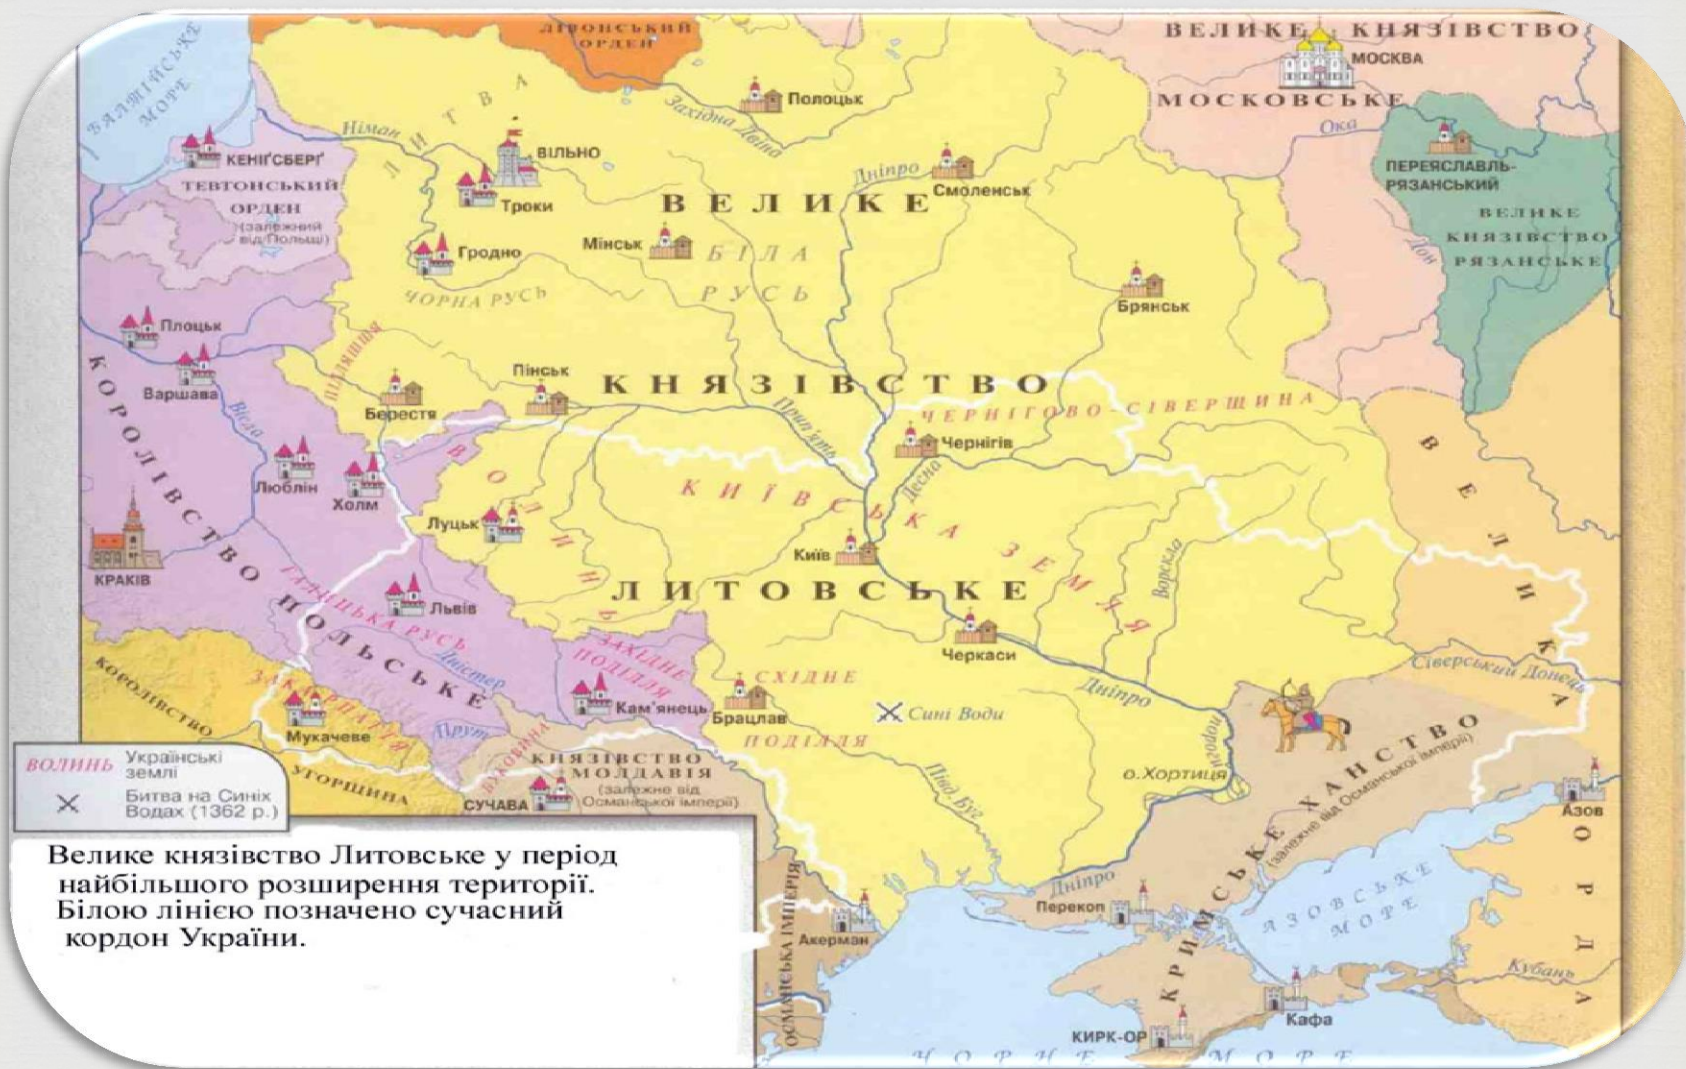 ЛІВОНСЬКИЙ
ОРДЕН
ВЕЛИКЕ КНЯЗІВСТВО
МОСКВА
МОСКОВСЬКЕ
БАЛТІЙСЬКЕ
МОРЕ
ЛИТВА
Полоцьк
Західна Двіна
Ока
Німан
КЕНІҐСБЕРҐ
ВІЛЬНО
Дніпро
Смоленськ
ПЕРЕЯСЛАВЛЬ-
РЯЗАНСЬКИЙ
ТЕВТОНСЬКИЙ
ОРДЕН
(залежний
від Польщі)
Троки
ВЕЛИКЕ
ВЕЛИКЕ
КНЯЗІВСТВО
РЯЗАНСЬКЕ
Дон
Гродно
Мінськ
БІЛА
РУСЬ
ЧОРНА РУСЬ
Брянськ
Плоцьк
ПІДЛЯШШЯ
Варшава
Вісла
Берестя
Пінськ
КНЯЗІВСТВО
Прип'ять
ЧЕРНІГОВО-СІВЕРЩИНА
Чернігів
Десна
КОРОЛІВСТВО
ПОЛЬСЬКЕ
Люблін
Холм
ВОЛИНЬ
Луцьк
КИЇВСЬКА ЗЕМЛЯ
Київ
Ворскла
ВЕЛИКА
ОРДА
КРАКІВ
ЛИТОВСЬКЕ
ГАЛИЦЬКА РУСЬ
Львів
Дністер
Черкаси
Дніпро
Сіверський Донець
КОРОЛІВСТВО
УГОРЩИНА
ЗАКАРПАТТЯ
Мукачеве
ЗАХІДНЕ
ПОДІЛЛЯ
Кам'янець
СХІДНЕ
Брацлав
ПОДІЛЛЯ
Сині Води
Прут
БУКОВИНА
КНЯЗІВСТВО
МОЛДАВІЯ
(залежне від
Османської імперії)
СУЧАВА
Півд. Буг
пороги
о.Хортиця
КРИМСЬКЕ ХАНСТВО
(залежне від Османської імперії)
Азов
ВОЛИНЬ
Українські
землі
Битва на Синіх
Водах (1362 р.)
Велике князівство Литовське у період
найбільшого розширення території.
Білою лінією позначено сучасний
кордон України.
ОСМАНСЬКА ІМПЕРІЯ
Акерман
Дніпро
Перекоп
АЗОВСЬКЕ
МОРЕ
Кубань
Кафа
КИРК-ОР
ЧОРНЕ МОРЕ